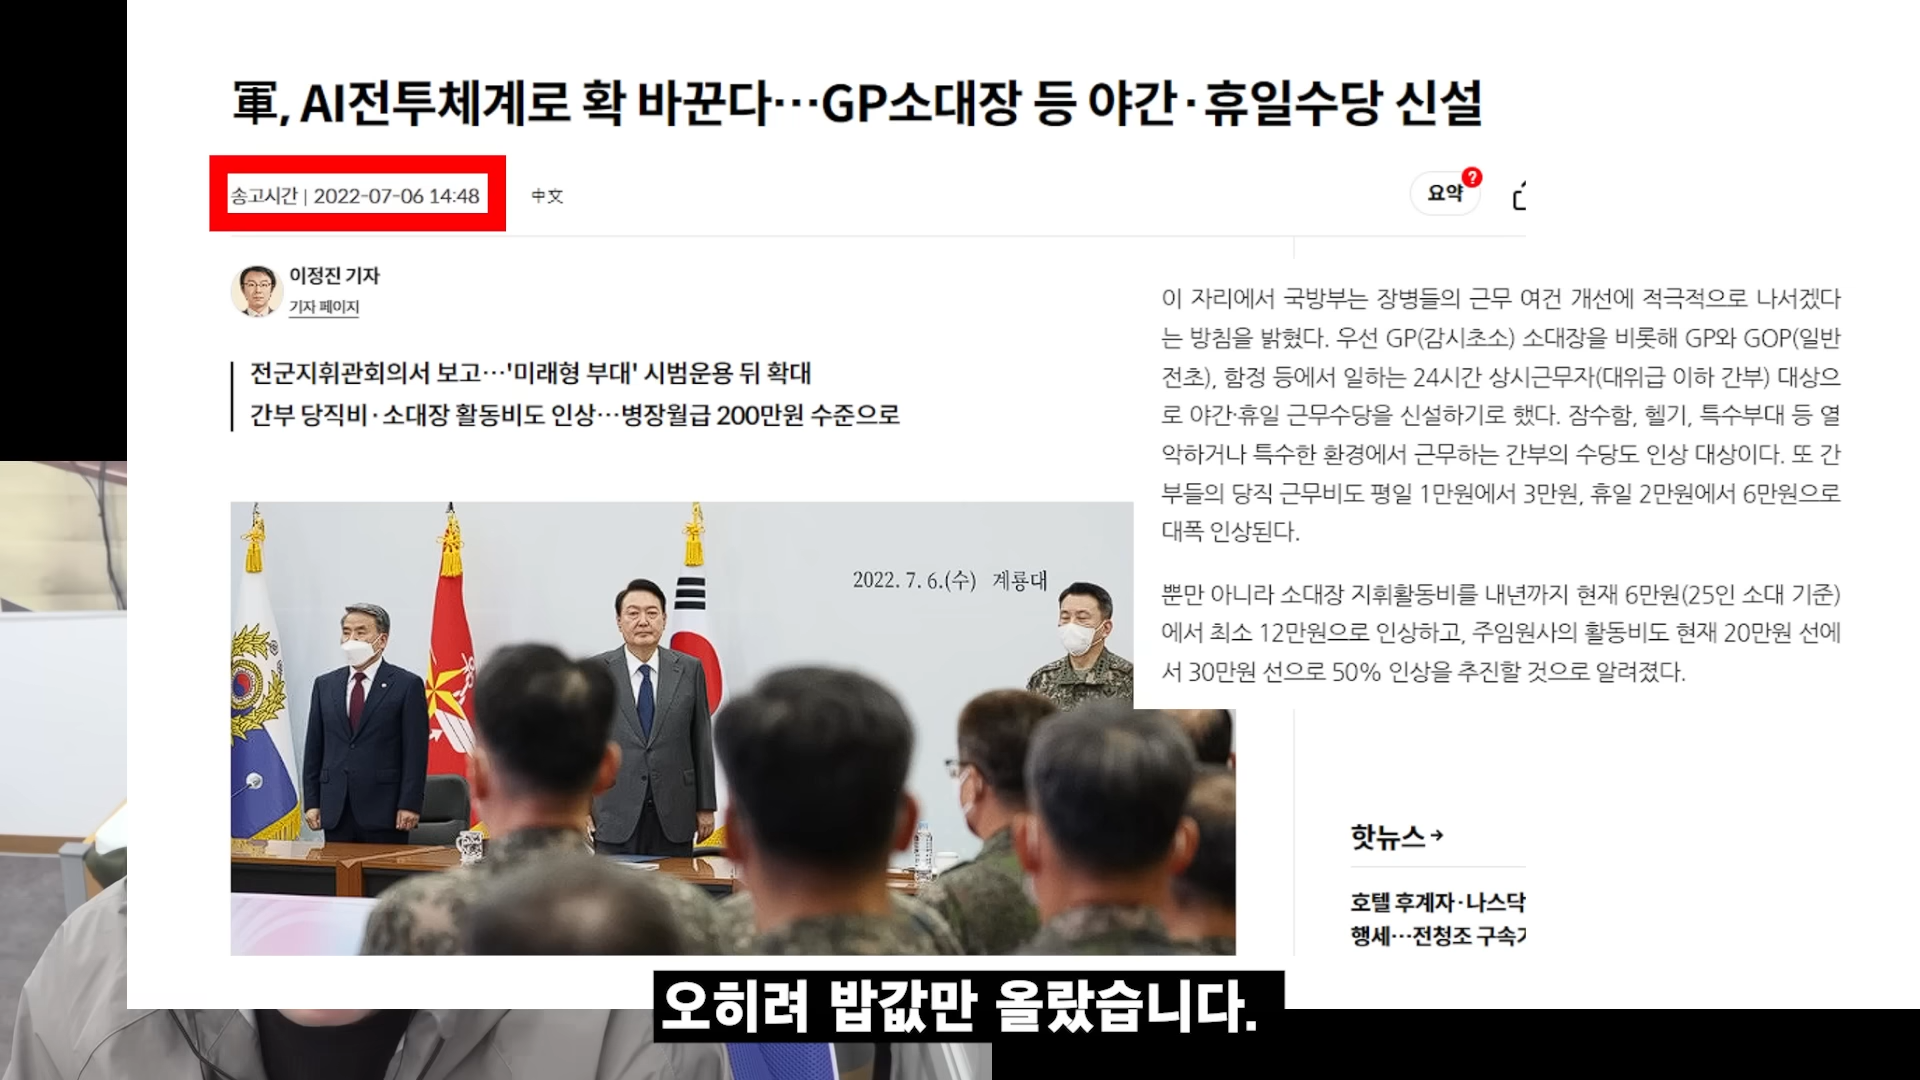 軍, AI전투체계로 확 바꾼다…GP소대장 등 야간·휴일수당 신설
송고시간 | 2022-07-06 14:48
中文
요약
?
이정진 기자
기자 페이지
전군지휘관회의서 보고…'미래형 부대' 시범운용 뒤 확대
간부 당직비·소대장 활동비도 인상…병장월급 200만원 수준으로
2022. 7. 6.(수) 계룡대
이 자리에서 국방부는 장병들의 근무 여건 개선에 적극적으로 나서겠다
는 방침을 밝혔다. 우선 GP(감시초소) 소대장을 비롯해 GP와 GOP(일반
전초), 함정 등에서 일하는 24시간 상시근무자(대위급 이하 간부) 대상으
로 야간·휴일 근무수당을 신설하기로 했다. 잠수함, 헬기, 특수부대 등 열
악하거나 특수한 환경에서 근무하는 간부의 수당도 인상 대상이다. 또 간
부들의 당직 근무비도 평일 1만원에서 3만원, 휴일 2만원에서 6만원으로
대폭 인상된다.
뿐만 아니라 소대장 지휘활동비를 내년까지 현재 6만원(25인 소대 기준)
에서 최소 12만원으로 인상하고, 주임원사의 활동비도 현재 20만원 선에
서 30만원 선으로 50% 인상을 추진할 것으로 알려졌다.
핫뉴스
호텔 후계자·나스닥
행세…전청조 구속
오히려 밥값만 올랐습니다.